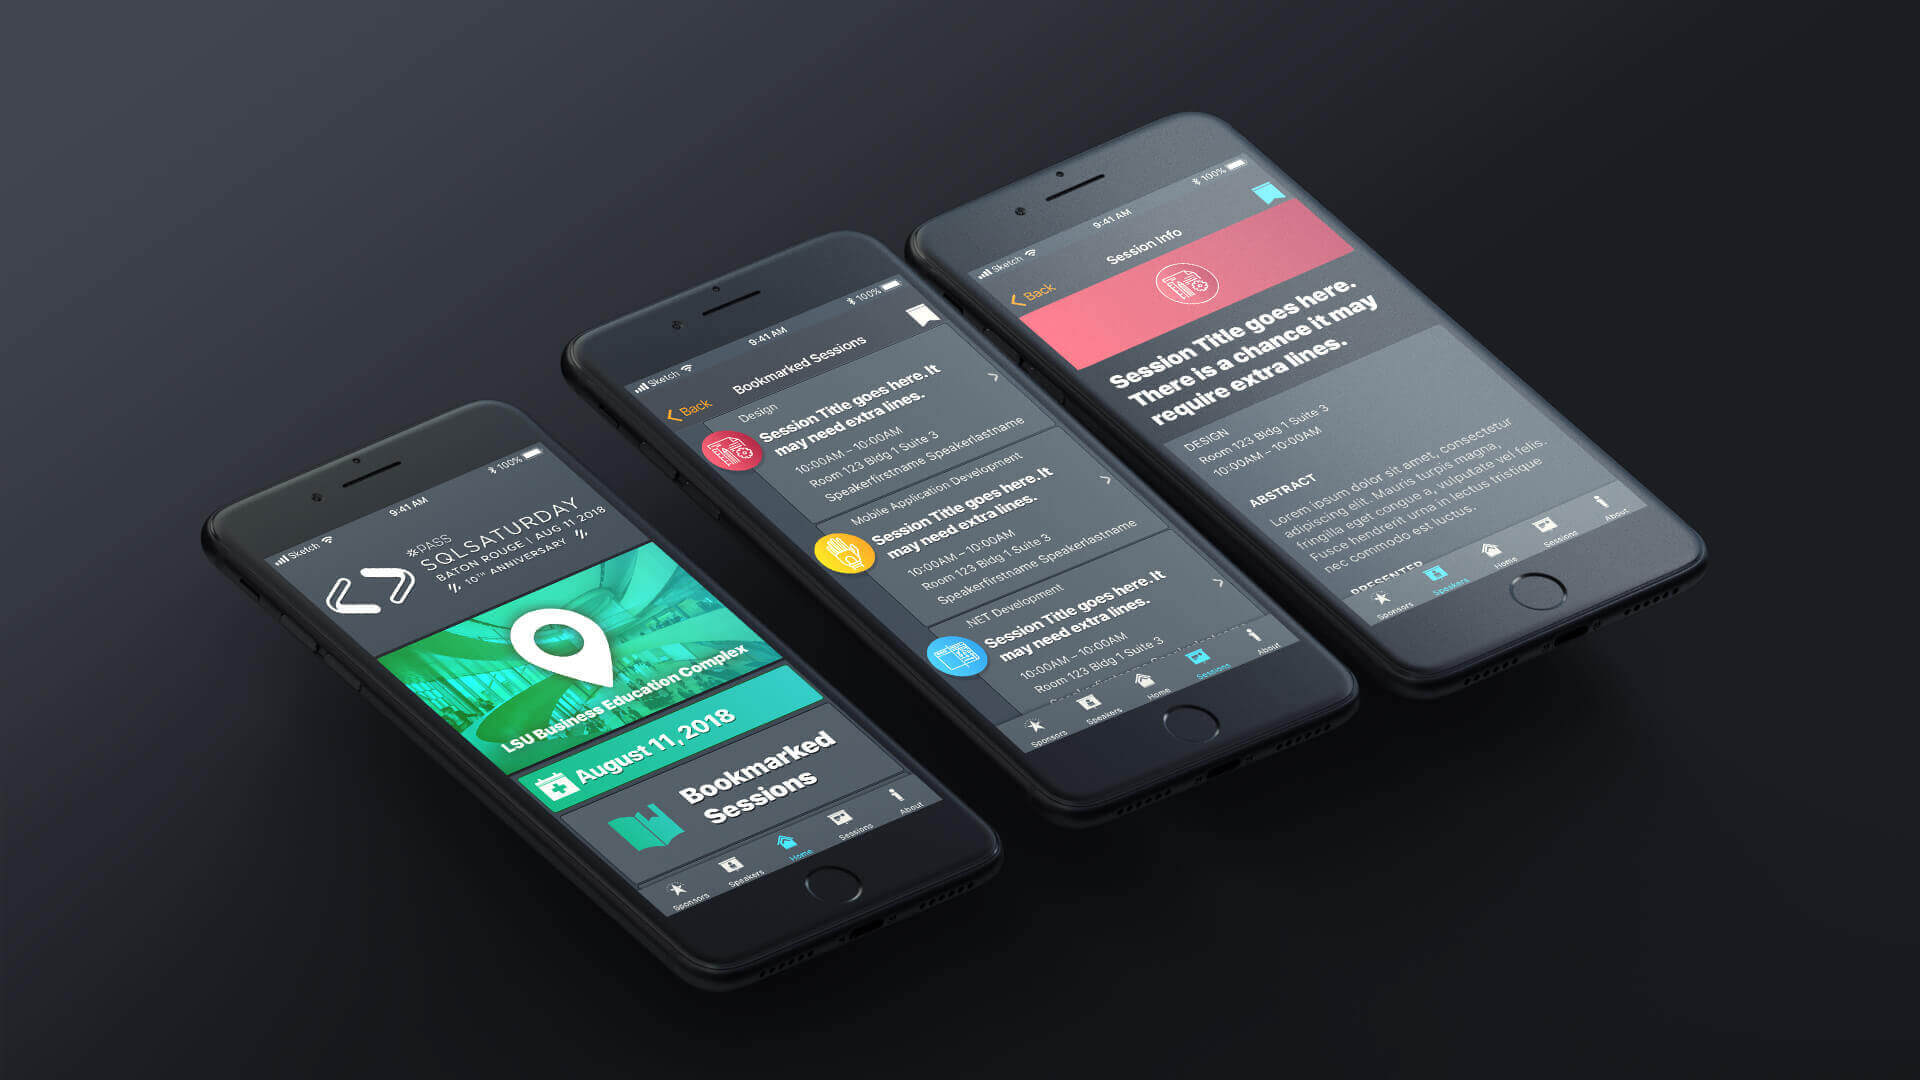 Sketch
9:41 AM
100%
PASS
SQLSATURDAY
BATON ROUGE | AUG 11 2018
10TH ANNIVERSARY
LSU Business Education Complex
August 11, 2018
Bookmarked
Sessions
Sponsors
Speakers
Home
Sessions
About
Sketch
9:41 AM
100%
Back
Bookmarked Sessions
Design
Session Title goes here. It
may need extra lines.
10:00AM – 10:00AM
Room 123 Bldg 1 Suite 3
Speakerfirstname Speakerlastname
Mobile Application Development
Session Title goes here. It
may need extra lines.
10:00AM – 10:00AM
Room 123 Bldg 1 Suite 3
Speakerfirstname Speakerlastname
.NET Development
Session Title goes here. It
may need extra lines.
10:00AM – 10:00AM
Room 123 Bldg 1 Suite 3
Sponsors
Speakers
Home
Sessions
About
Sketch
9:41 AM
100%
Back
Session Info
Session Title goes here.
There is a chance it may
require extra lines.
DESIGN
Room 123 Bldg 1 Suite 3
10:00AM – 10:00AM
ABSTRACT
Lorem ipsum dolor sit amet, consectetur
adipiscing elit. Mauris turpis magna,
fringilla eget congue a, vulputate vel felis.
Fusce hendrerit urna in lectus tristique
nec commodo est luctus.
PRESENTER
Sponsors
Speakers
Home
Sessions
About